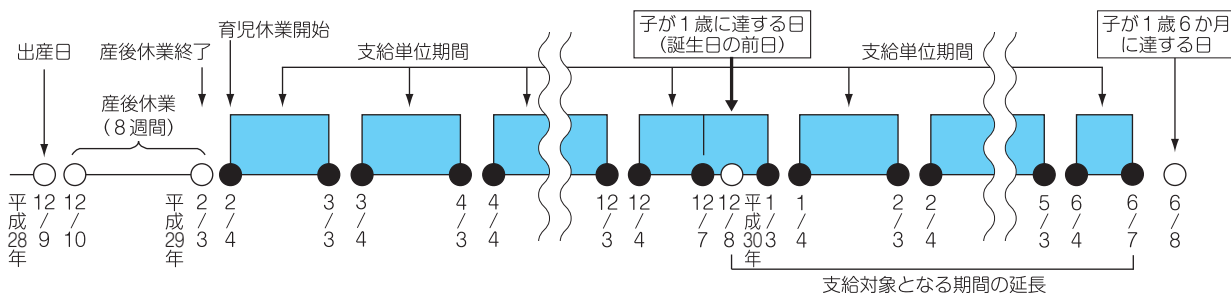 出産日
産後休業終了
育児休業開始
支給単位期間
子が1歳に達する日
(誕生日の前日)
支給単位期間
子が1歳6か月
に達する日
産後休業
(8週間)
平成28年
12/9
12/10
平成29年
2/3
2/4
3/3
3/4
4/3
4/4
12/3
12/4
12/7
12/8
平成30年
1/3
1/4
2/3
2/4
5/3
6/4
6/7
6/8
支給対象となる期間の延長